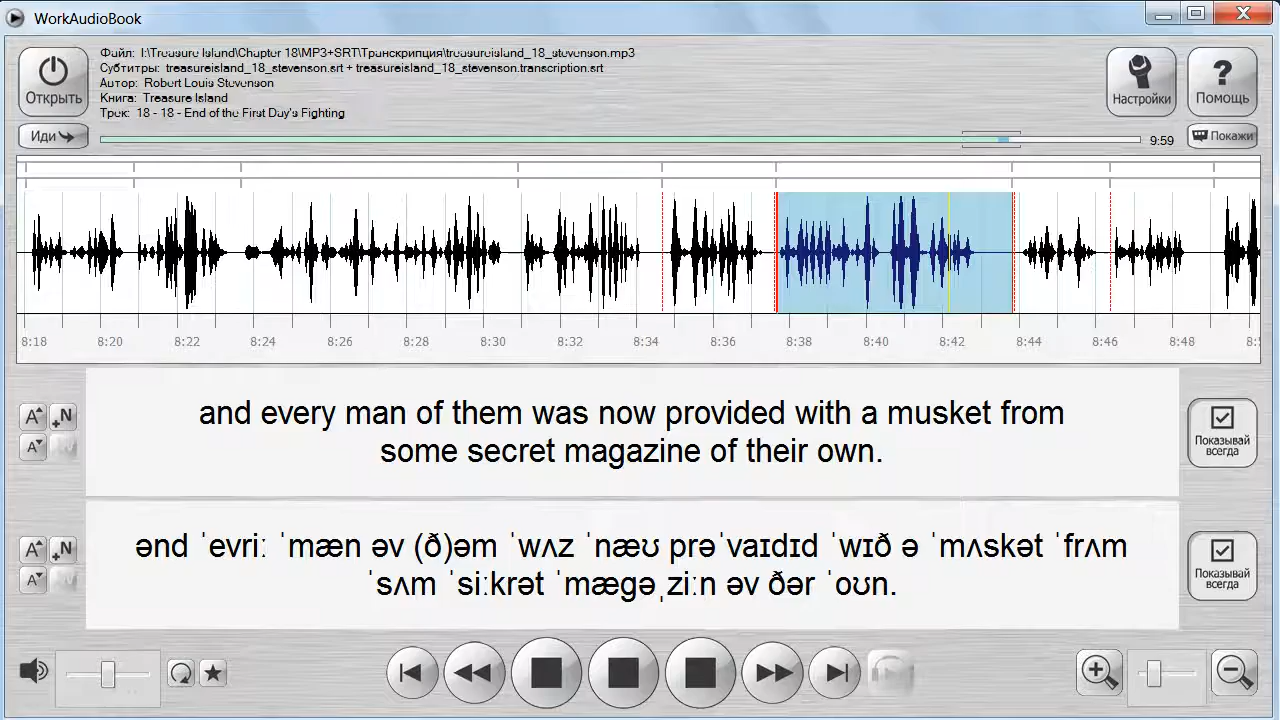 WorkAudioBook
Файл: I:\Treasure Island\Chapter 18\MP3+SRT\Транскрипция\treasureisland_18_stevenson.mp3
Субтитры: treasureisland_18_stevenson.srt + treasureisland_18_stevenson.transcription.srt
Автор: Robert Louis Stevenson
Книга: Treasure Island
Трек: 18 - 18 - End of the First Day's Fighting
Открыть
Настройки
? Помощь
Иди
9:59
Покажи
8:18 8:20 8:22 8:24 8:26 8:28 8:30 8:32 8:34 8:36 8:38 8:40 8:42 8:44 8:46 8:48
A N
A
and every man of them was now provided with a musket from
some secret magazine of their own.
Показывай
всегда
A N
A
ənd ˈevriː ˈmæn əv (ð)əm ˈwʌz ˈnæʊ prəˈvaɪdɪd ˈwɪð ə ˈmʌskət ˈfrʌm
ˈsʌm ˈsiːkrət ˈmægəˌziːn əv ðər ˈoʊn.
Показывай
всегда